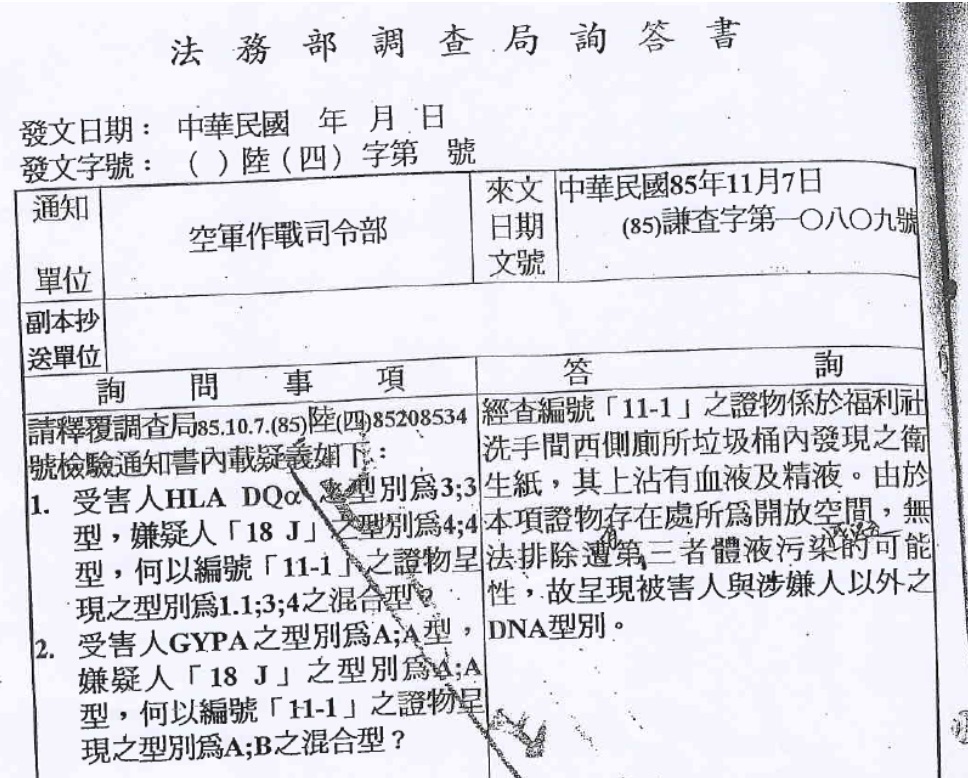 法務部調查局詢答書
發文日期： 中華民國　年　月　日
發文字號： （　）陸（四）字第　號
通知
單位
空軍作戰司令部
來文
日期
文號
中華民國85年11月7日
(85)謙查字第一〇八〇九號
副本抄
送單位
詢問事項
請釋覆調查局85.10.7.(85)陸(四)85208534
號檢驗通知書內載疑義如下：
1. 受害人HLA DQα之型別爲3;3
型，嫌疑人「18 J」之型別爲4;4
型，何以編號「11-1」之證物呈
現之型別爲1.1;3;4之混合型？
2. 受害人GYPA之型別爲A;A型，
嫌疑人「18 J」之型別爲A;A
型，何以編號「11-1」之證物呈
現之型別爲A;B之混合型？
答詢
經查編號「11-1」之證物係於福利社
洗手間西側廁所垃圾桶內發現之衛
生紙，其上沾有血液及精液。由於
本項證物存在處所爲開放空間，無
法排除遭第三者體液污染的可能
性，故呈現被害人與涉嫌人以外之
DNA型別。